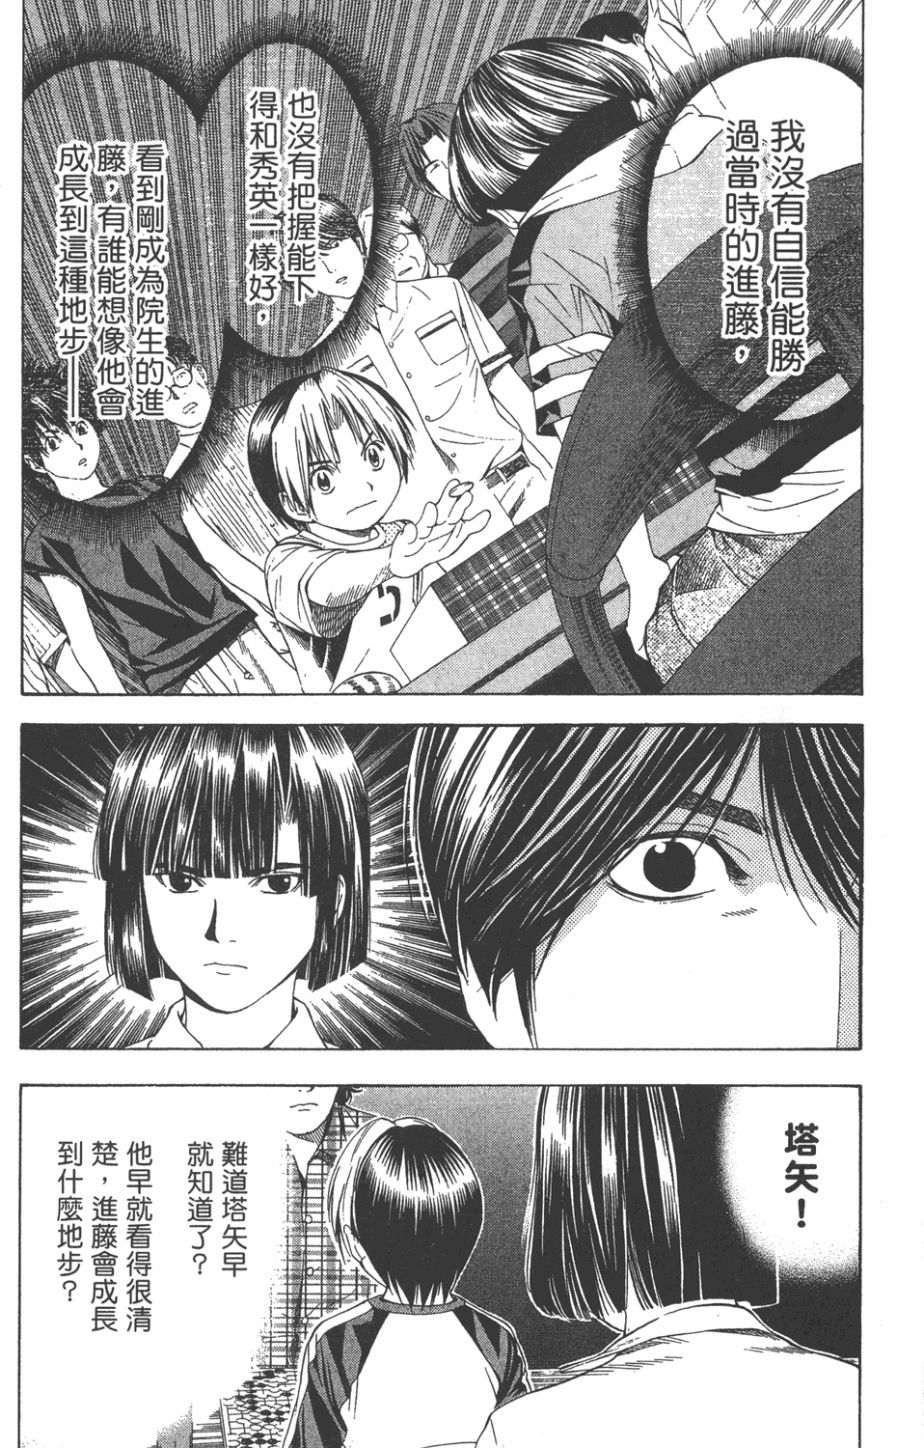 我沒有自信能勝
過當時的進藤，
也沒有把握能下
得和秀英一樣好，
看到剛成為院生的進
藤，有誰能想像他會
成長到這種地步——
塔矢！
難道塔矢早
就知道了？
他早就看得很清
楚，進藤會成長
到什麼地步？